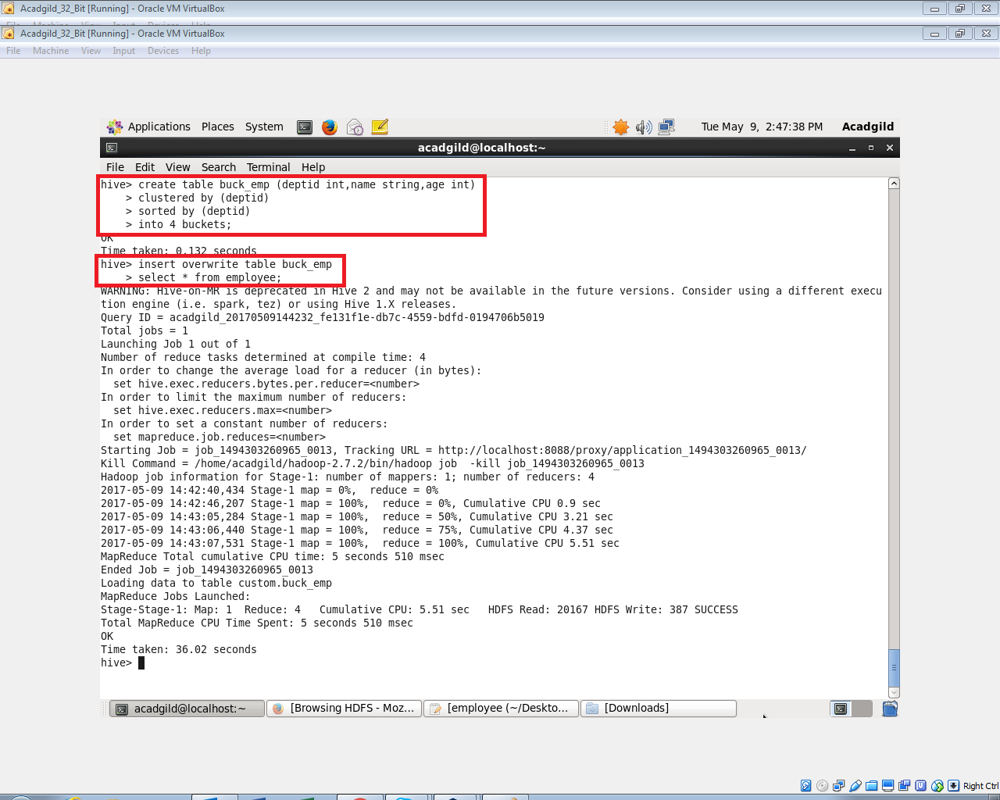 Acadgild_32_Bit [Running] - Oracle VM VirtualBox
Acadgild_32_Bit [Running] - Oracle VM VirtualBox
File Machine View Input Devices Help
Applications Places System Tue May 9, 2:47:38 PM Acadgild
acadgild@localhost:~
File Edit View Search Terminal Help
hive> create table buck_emp (deptid int,name string,age int)
> clustered by (deptid)
> sorted by (deptid)
> into 4 buckets;
OK
Time taken: 0.132 seconds
hive> insert overwrite table buck_emp
> select * from employee;
WARNING: Hive-on-MR is deprecated in Hive 2 and may not be available in the future versions. Consider using a different execu
tion engine (i.e. spark, tez) or using Hive 1.X releases.
Query ID = acadgild_20170509144232_fe131f1e-db7c-4559-bdfd-0194706b5019
Total jobs = 1
Launching Job 1 out of 1
Number of reduce tasks determined at compile time: 4
In order to change the average load for a reducer (in bytes):
set hive.exec.reducers.bytes.per.reducer=<number>
In order to limit the maximum number of reducers:
set hive.exec.reducers.max=<number>
In order to set a constant number of reducers:
set mapreduce.job.reduces=<number>
Starting Job = job_1494303260965_0013, Tracking URL = http://localhost:8088/proxy/application_1494303260965_0013/
Kill Command = /home/acadgild/hadoop-2.7.2/bin/hadoop job  -kill job_1494303260965_0013
Hadoop job information for Stage-1: number of mappers: 1; number of reducers: 4
2017-05-09 14:42:40,434 Stage-1 map = 0%,  reduce = 0%
2017-05-09 14:42:46,207 Stage-1 map = 100%,  reduce = 0%, Cumulative CPU 0.9 sec
2017-05-09 14:43:05,284 Stage-1 map = 100%,  reduce = 50%, Cumulative CPU 3.21 sec
2017-05-09 14:43:06,440 Stage-1 map = 100%,  reduce = 75%, Cumulative CPU 4.37 sec
2017-05-09 14:43:07,531 Stage-1 map = 100%,  reduce = 100%, Cumulative CPU 5.51 sec
MapReduce Total cumulative CPU time: 5 seconds 510 msec
Ended Job = job_1494303260965_0013
Loading data to table custom.buck_emp
MapReduce Jobs Launched:
Stage-Stage-1: Map: 1  Reduce: 4   Cumulative CPU: 5.51 sec   HDFS Read: 20167 HDFS Write: 387 SUCCESS
Total MapReduce CPU Time Spent: 5 seconds 510 msec
OK
Time taken: 36.02 seconds
hive>
acadgild@localhost:~ [Browsing HDFS - Moz... [employee (~/Deskto... [Downloads]
Right Ctrl